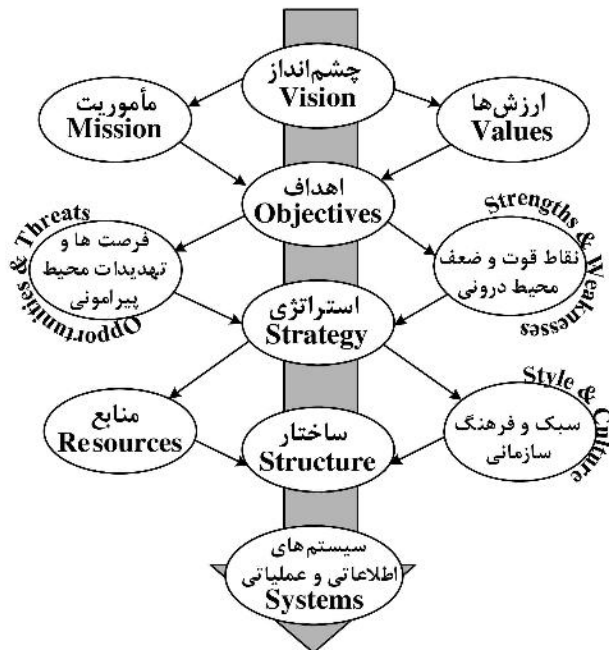 چشم‌انداز
Vision
مأموریت
Mission
ارزش‌ها
Values
اهداف
Objectives
Opportunities & Threats
فرصت ها و
تهدیدات محیط
پیرامونی
Strengths & Weaknesses
نقاط قوت و ضعف
محیط درونی
استراتژی
Strategy
منابع
Resources
Style & Culture
سبک و فرهنگ
سازمانی
ساختار
Structure
سیستم‌های
اطلاعاتی و عملیاتی
Systems